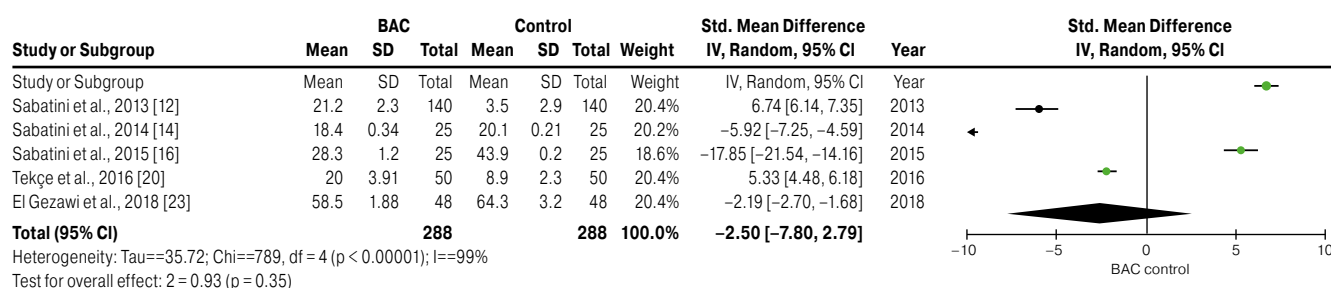 BAC Control Std. Mean Difference Std. Mean Difference
Study or Subgroup Mean SD Total Mean SD Total Weight IV, Random, 95% CI Year IV, Random, 95% CI
Study or Subgroup Mean SD Total Mean SD Total Weight IV, Random, 95% CI Year
Sabatini et al., 2013 [12] 21.2 2.3 140 3.5 2.9 140 20.4% 6.74 [6.14, 7.35] 2013
Sabatini et al., 2014 [14] 18.4 0.34 25 20.1 0.21 25 20.2% −5.92 [−7.25, −4.59] 2014
Sabatini et al., 2015 [16] 28.3 1.2 25 43.9 0.2 25 18.6% −17.85 [−21.54, −14.16] 2015
Tekçe et al., 2016 [20] 20 3.91 50 8.9 2.3 50 20.4% 5.33 [4.48, 6.18] 2016
El Gezawi et al., 2018 [23] 58.5 1.88 48 64.3 3.2 48 20.4% −2.19 [−2.70, −1.68] 2018
Total (95% CI) 288 288 100.0% −2.50 [−7.80, 2.79]
−10 −5 0 5 10
Heterogeneity: Tau==35.72; Chi==789, df = 4 (p < 0.00001); I==99%
BAC control
Test for overall effect: 2 = 0.93 (p = 0.35)